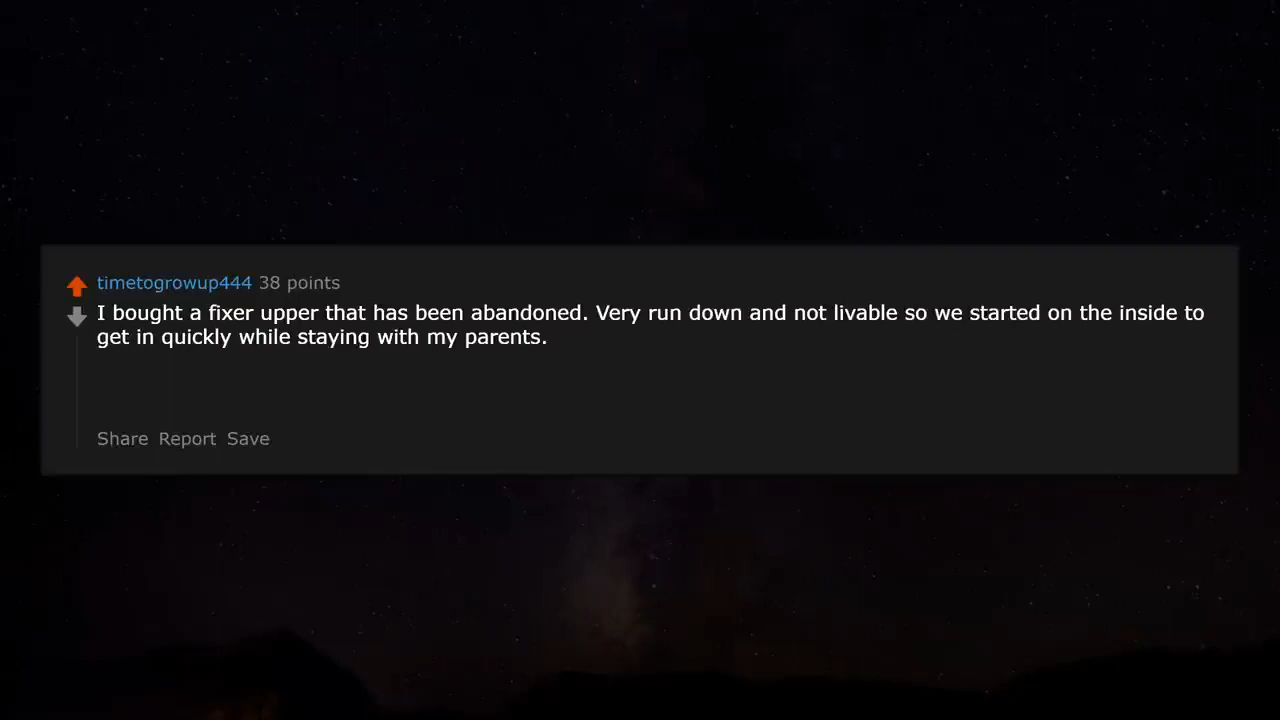 timetogrowup444 38 points
I bought a fixer upper that has been abandoned. Very run down and not livable so we started on the inside to
get in quickly while staying with my parents.
Share Report Save